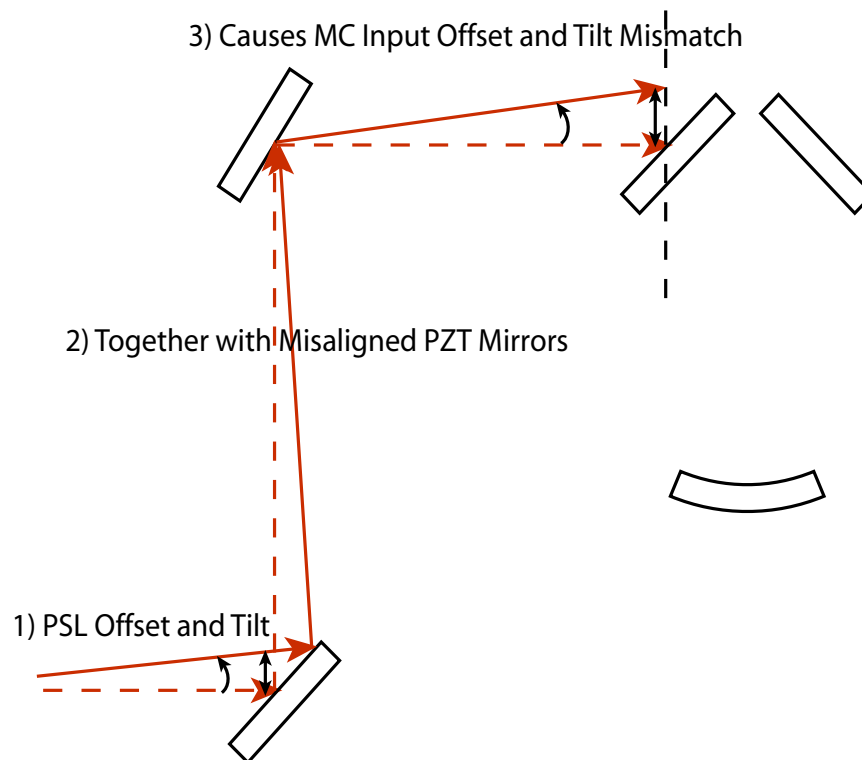 3) Causes MC Input Offset and Tilt Mismatch
2) Together with Misaligned PZT Mirrors
1) PSL Offset and Tilt